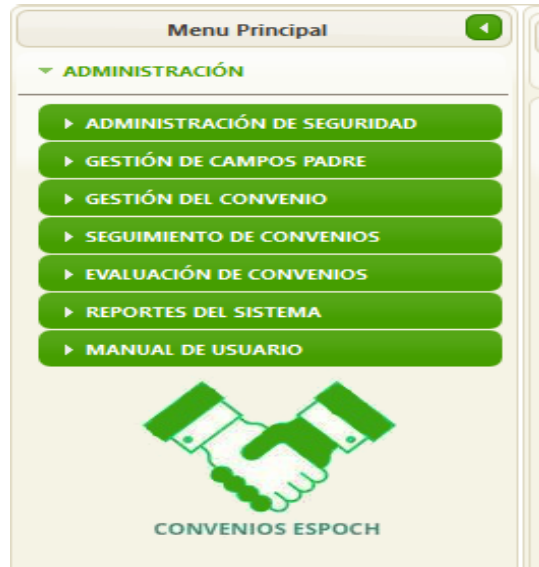 Menu Principal
ADMINISTRACIÓN
ADMINISTRACIÓN DE SEGURIDAD
GESTIÓN DE CAMPOS PADRE
GESTIÓN DEL CONVENIO
SEGUIMIENTO DE CONVENIOS
EVALUACIÓN DE CONVENIOS
REPORTES DEL SISTEMA
MANUAL DE USUARIO
CONVENIOS ESPOCH